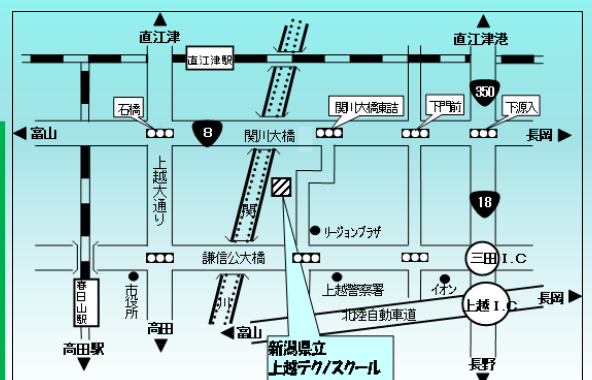 直江津
直江津港
直江津駅
350
石橋
関川大橋東詰
下門前
下源入
富山
8
関川大橋
長岡
上越大通り
関
18
リージョンプラザ
謙信公大橋
三田I.C
春日山駅
市役所
川
上越警察署
イオン
上越I.C
長岡
北陸自動車道
高田
富山
高田駅
新潟県立
上越テクノスクール
長野